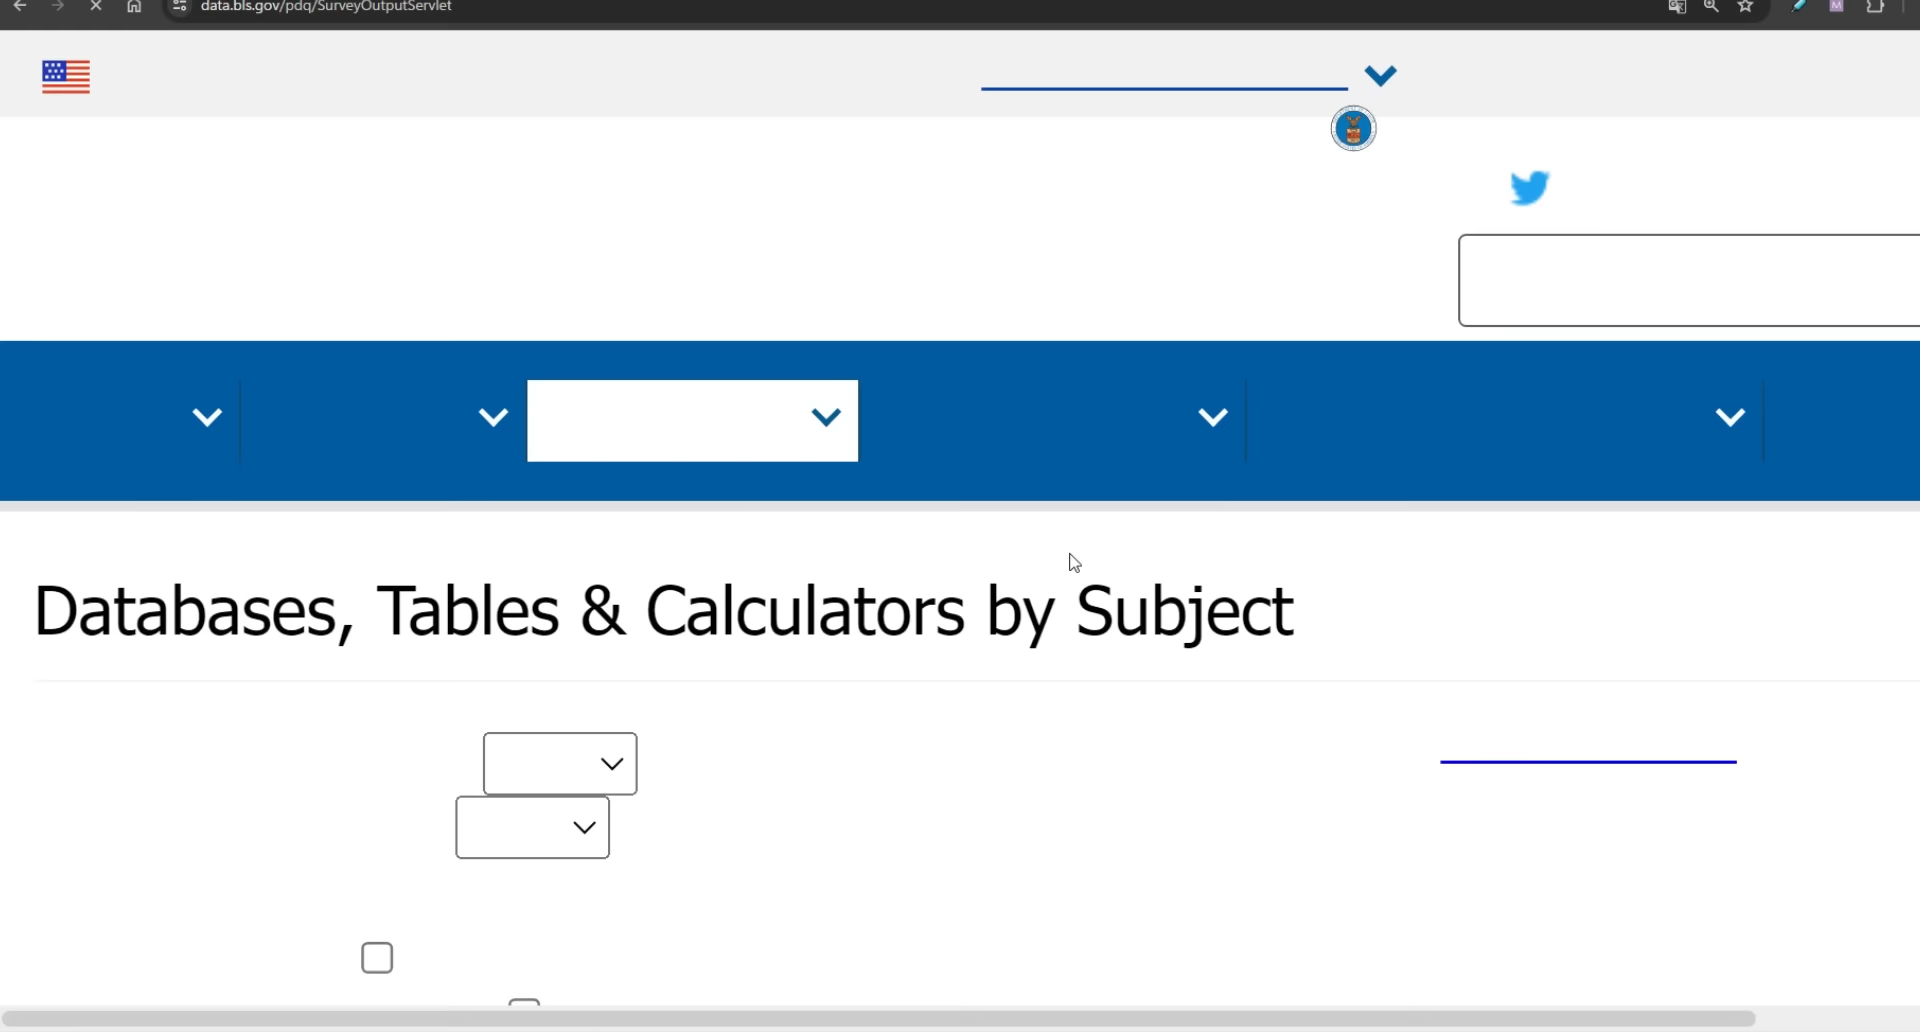 data.bls.gov/pdq/SurveyOutputServlet
Databases, Tables & Calculators by Subject